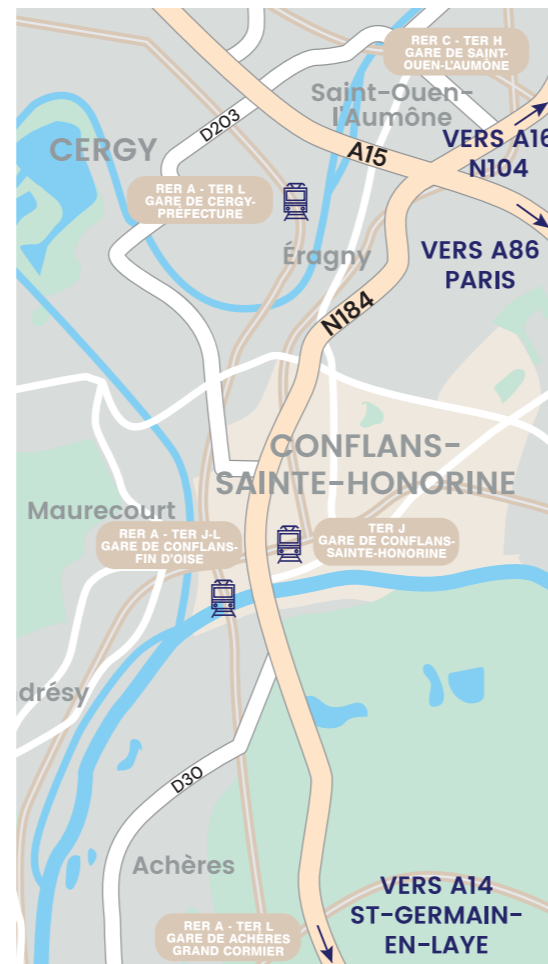 RER C - TER H
GARE DE SAINT-
OUEN-L'AUMÔNE
Saint-Ouen-
l'Aumône
D203
CERGY
VERS A16
N104
A15
RER A - TER L
GARE DE CERGY-
PRÉFECTURE
Éragny
VERS A86
PARIS
N184
CONFLANS-
SAINTE-HONORINE
Maurecourt
RER A - TER J-L
GARE DE CONFLANS-
FIN D'OISE
TER J
GARE DE CONFLANS-
SAINTE-HONORINE
drésy
D30
Achères
VERS A14
ST-GERMAIN-
EN-LAYE
RER A - TER L
GARE DE ACHÈRES
GRAND CORMIER